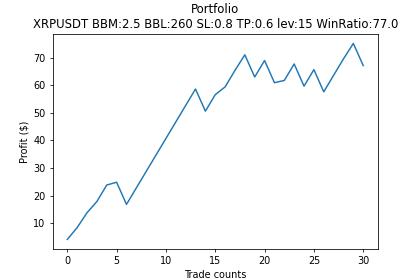 Portfolio
XRPUSDT BBM:2.5 BBL:260 SL:0.8 TP:0.6 lev:15 WinRatio:77.0
70
60
50
40
30
20
10
Profit ($)
0 5 10 15 20 25 30
Trade counts